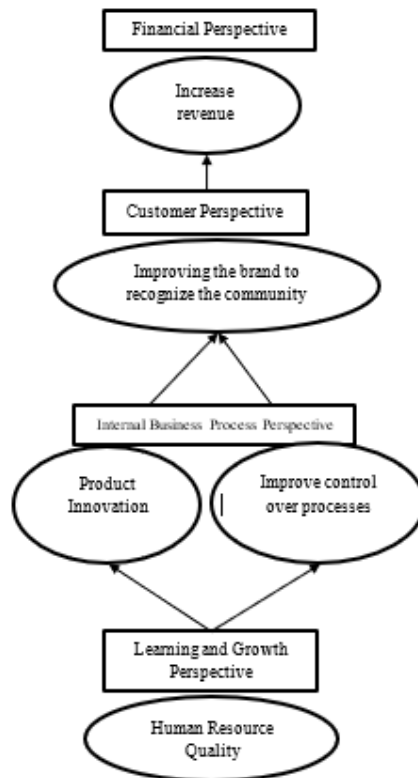 Financial Perspective
Increase
revenue
Customer Perspective
Improving the brand to
recognize the community
Internal Business Process Perspective
Product
Innovation
Improve control
over processes
Learning and Growth
Perspective
Human Resource
Quality